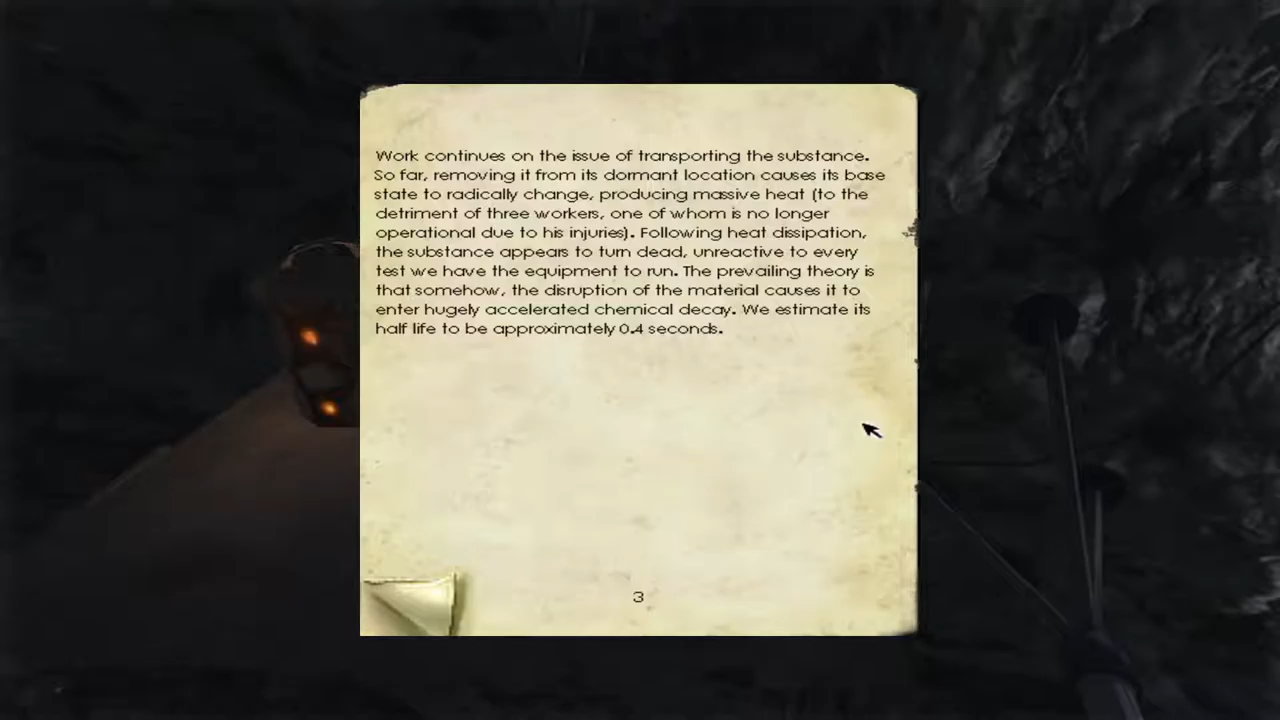 Work continues on the issue of transporting the substance.
So far, removing it from its dormant location causes its base
state to radically change, producing massive heat (to the
detriment of three workers, one of whom is no longer
operational due to his injuries). Following heat dissipation,
the substance appears to turn dead, unreactive to every
test we have the equipment to run. The prevailing theory is
that somehow, the disruption of the material causes it to
enter hugely accelerated chemical decay. We estimate its
half life to be approximately 0.4 seconds.
3